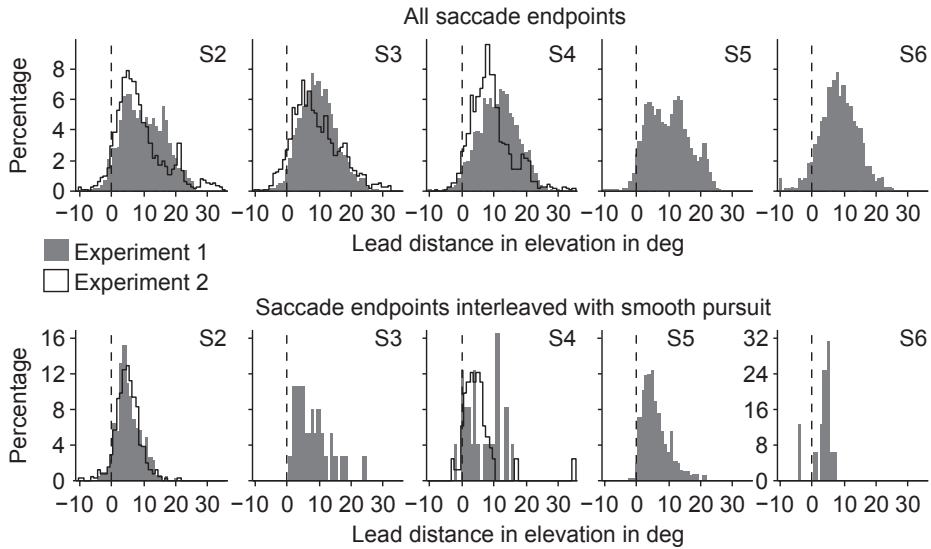 All saccade endpoints
S2 S3 S4 S5 S6
Percentage
8
6
4
2
0
−10 0 10 20 30 −10 0 10 20 30 −10 0 10 20 30 −10 0 10 20 30 −10 0 10 20 30
Lead distance in elevation in deg
Experiment 1
Experiment 2
Saccade endpoints interleaved with smooth pursuit
S2 S3 S4 S5 S6
Percentage
16 32
12 24
8 16
4 8
0 0
−10 0 10 20 30 −10 0 10 20 30 −10 0 10 20 30 −10 0 10 20 30 −10 0 10 20 30
Lead distance in elevation in deg